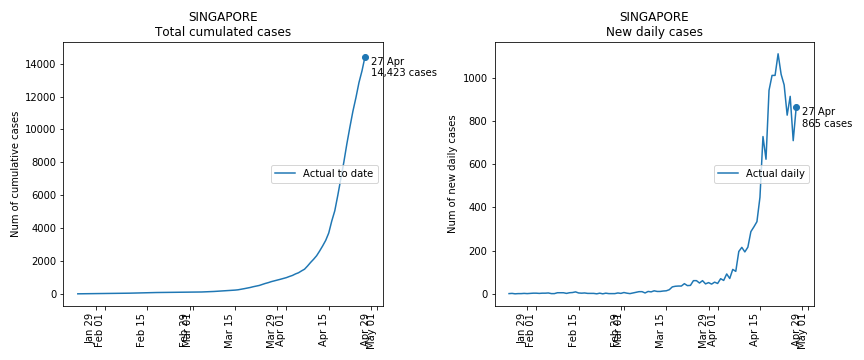 SINGAPORE
Total cumulated cases
Num of cumulative cases
14000
12000
10000
8000
6000
4000
2000
0
27 Apr
14,423 cases
Actual to date
Jan 29
Feb 01
Feb 15
Feb 29
Mar 01
Mar 15
Mar 29
Apr 01
Apr 15
Apr 29
May 01
SINGAPORE
New daily cases
Num of new daily cases
1000
800
600
400
200
0
27 Apr
865 cases
Actual daily
Jan 29
Feb 01
Feb 15
Feb 29
Mar 01
Mar 15
Mar 29
Apr 01
Apr 15
Apr 29
May 01